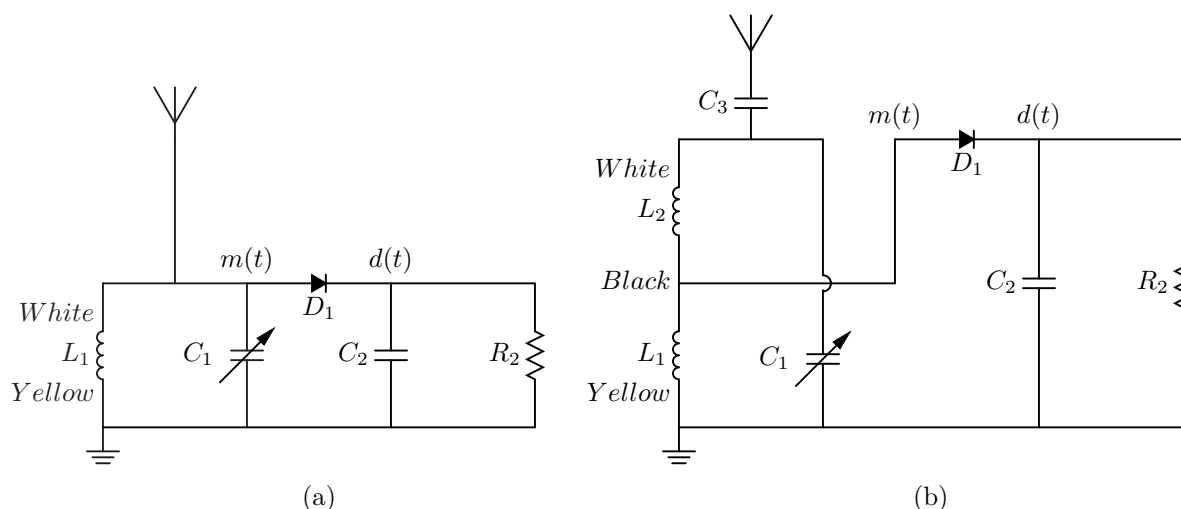 m(t)
d(t)
White
D₁
L₁
C₁
C₂
R₂
Yellow
(a)
C₃
m(t)
d(t)
White
D₁
L₂
Black
C₂
R₂
L₁
C₁
Yellow
(b)